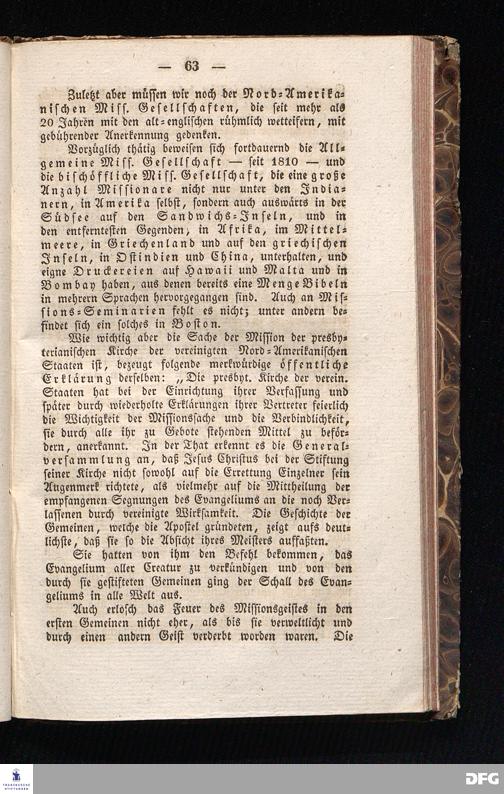 — 63 —
Zuletzt aber müssen wir noch der Nord-Amerika-
nischen Miss. Gesellschaften, die seit mehr als
20 Jahren mit den alt-englischen rühmlich wetteifern, mit
gebührender Anerkennung gedenken.
Vorzüglich thätig beweisen sich fortdauernd die All-
gemeine Miss. Gesellschaft — seit 1810 — und
die bischöffliche Miss. Gesellschaft, die eine große
Anzahl Missionare nicht nur unter den India-
nern, in Amerika selbst, sondern auch auswärts in der
Südsee auf den Sandwichs-Inseln, und in
den entferntesten Gegenden, in Afrika, im Mittel-
meere, in Griechenland und auf den griechischen
Inseln, in Ostindien und China, unterhalten, und
eigne Druckereien auf Hawaii und Malta und in
Bombay haben, aus denen bereits eine Menge Bibeln
in mehrern Sprachen hervorgegangen sind. Auch an Mis-
sions-Seminarien fehlt es nicht; unter andern be-
findet sich ein solches in Boston.
Wie wichtig aber die Sache der Mission der presby-
terianischen Kirche der vereinigten Nord-Amerikanischen
Staaten ist, bezeugt folgende merkwürdige öffentliche
Erklärung derselben: „Die presbyt. Kirche der verein.
Staaten hat bei der Einrichtung ihrer Verfassung und
später durch wiederholte Erklärungen ihrer Vertreter feierlich
die Wichtigkeit der Missionssache und die Verbindlichkeit,
sie durch alle ihr zu Gebote stehenden Mittel zu beför-
dern, anerkannt. In der That erkennt es die General-
versammlung an, daß Jesus Christus bei der Stiftung
seiner Kirche nicht sowohl auf die Errettung Einzelner sein
Augenmerk richtete, als vielmehr auf die Mittheilung der
empfangenen Segnungen des Evangeliums an die noch Ver-
lassenen durch vereinigte Wirksamkeit. Die Geschichte der
Gemeinen, welche die Apostel gründeten, zeigt aufs deut-
lichste, daß sie so die Absicht ihres Meisters auffaßten.
Sie hatten von ihm den Befehl bekommen, das
Evangelium aller Creatur zu verkündigen und von den
durch sie gestifteten Gemeinen ging der Schall des Evan-
geliums in alle Welt aus.
Auch erlosch das Feuer des Missionsgeistes in den
ersten Gemeinen nicht eher, als bis sie verweltlicht und
durch einen andern Geist verderbt worden waren. Die
FRANCKESCHE
STIFTUNGEN
DFG